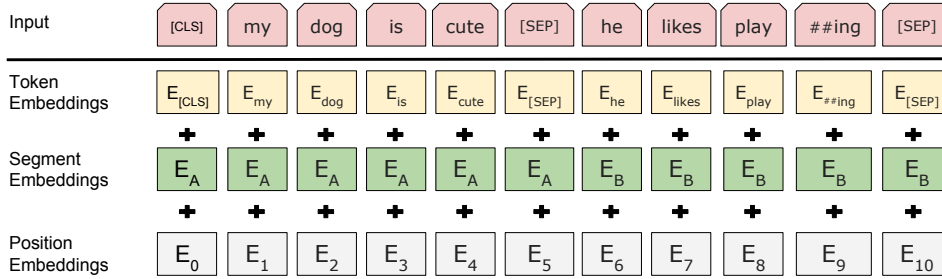 Input [CLS] my dog is cute [SEP] he likes play ##ing [SEP]
Token Embeddings E[CLS] Emy Edog Eis Ecute E[SEP] Ehe Elikes Eplay E##ing E[SEP]
+ + + + + + + + + + +
Segment Embeddings EA EA EA EA EA EA EB EB EB EB EB
+ + + + + + + + + + +
Position Embeddings E0 E1 E2 E3 E4 E5 E6 E7 E8 E9 E10